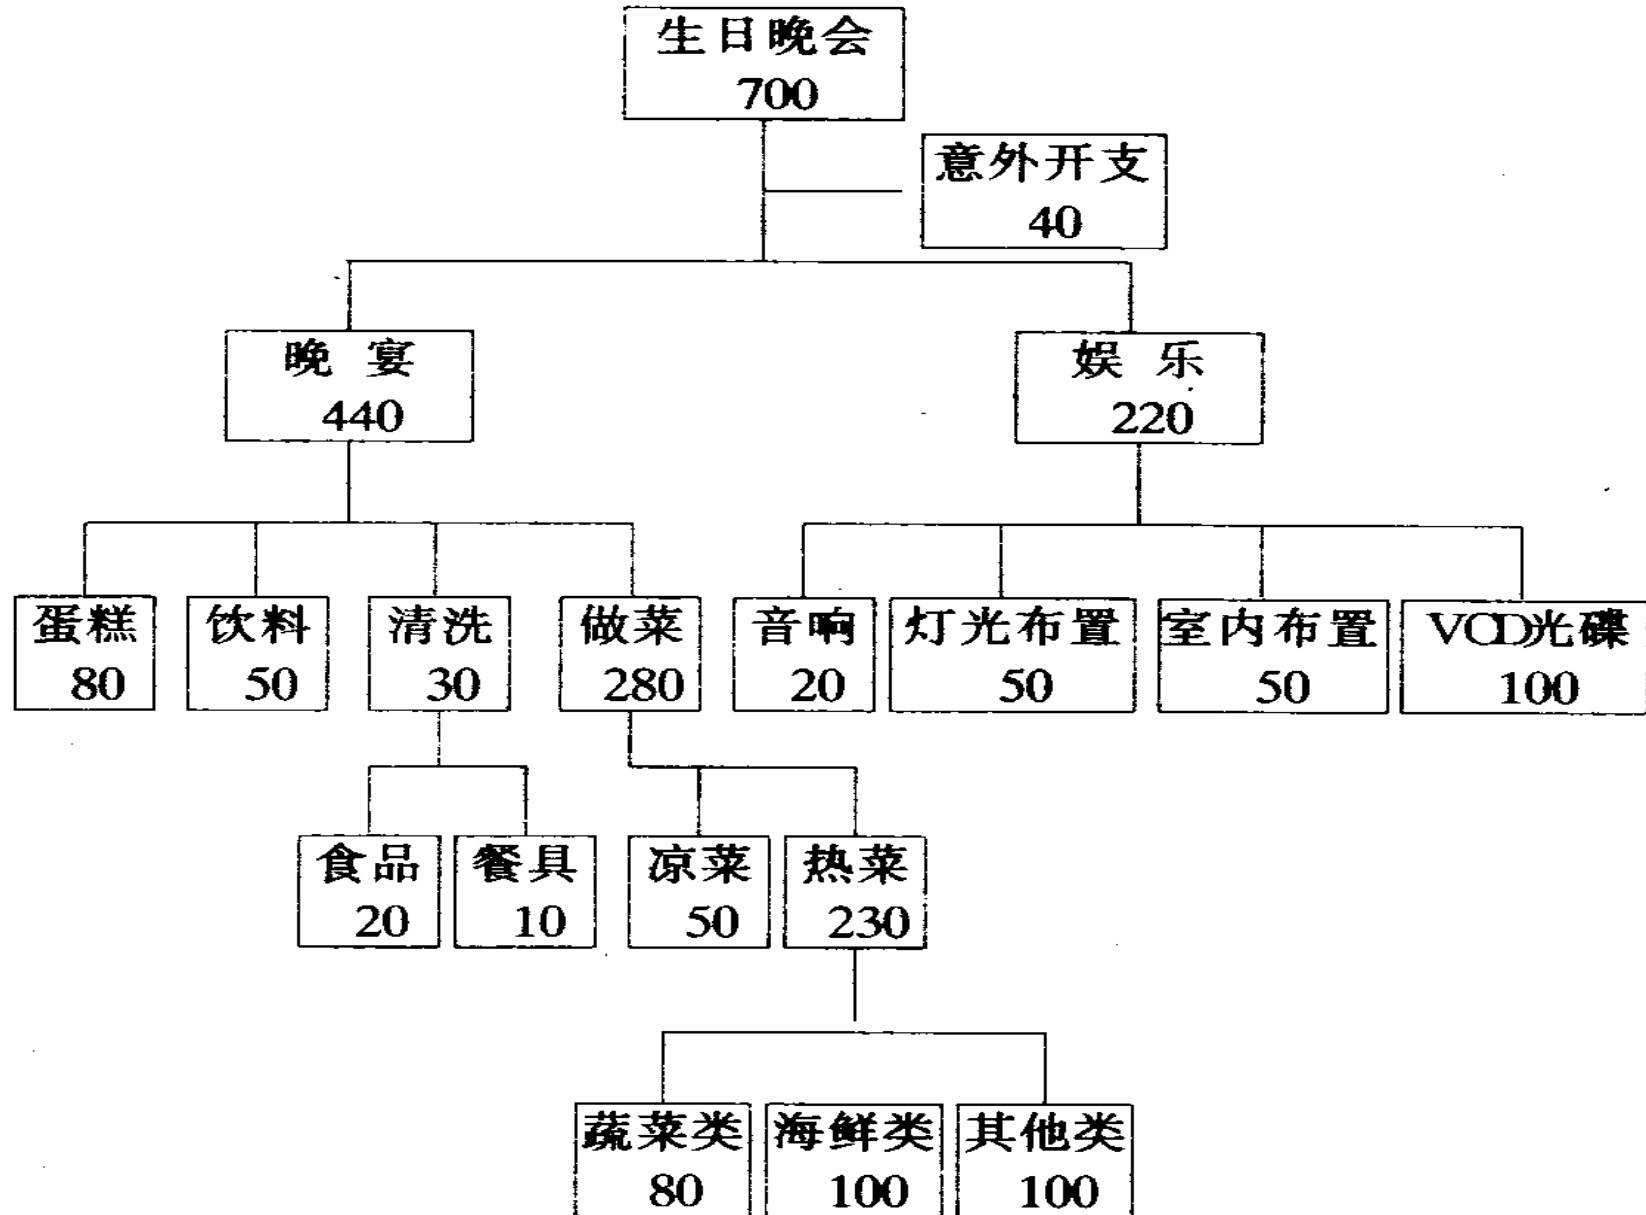 生日晚会
700
意外开支
40
晚宴
440
娱乐
220
蛋糕
80
饮料
50
清洗
30
做菜
280
音响
20
灯光布置
50
室内布置
50
VCD光碟
100
食品
20
餐具
10
凉菜
50
热菜
230
蔬菜类
80
海鲜类
100
其他类
100